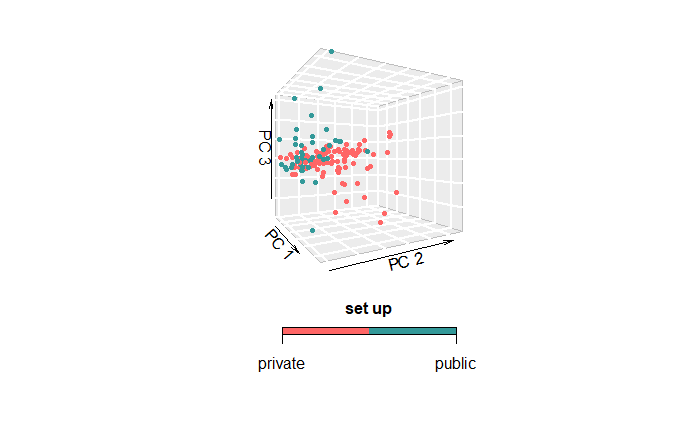 PC 3
PC 1
PC 2
set up
private
public